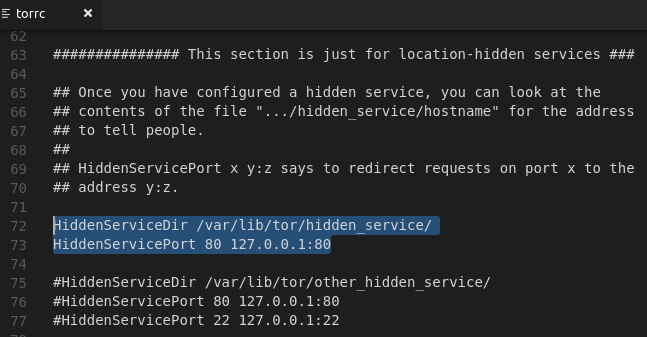 torrc ×
62
63 ############### This section is just for location-hidden services ###
64
65 ## Once you have configured a hidden service, you can look at the
66 ## contents of the file ".../hidden_service/hostname" for the address
67 ## to tell people.
68 ##
69 ## HiddenServicePort x y:z says to redirect requests on port x to the
70 ## address y:z.
71
72 HiddenServiceDir /var/lib/tor/hidden_service/
73 HiddenServicePort 80 127.0.0.1:80
74
75 #HiddenServiceDir /var/lib/tor/other_hidden_service/
76 #HiddenServicePort 80 127.0.0.1:80
77 #HiddenServicePort 22 127.0.0.1:22